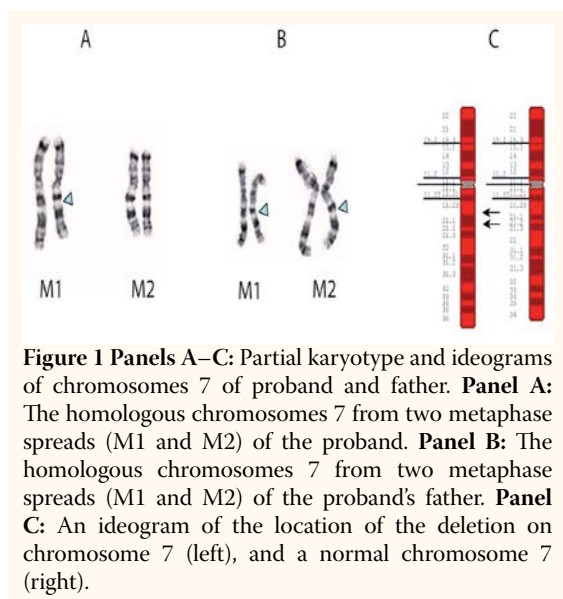 A B C
M1 M2 M1 M2
Figure 1 Panels A–C: Partial karyotype and ideograms
of chromosomes 7 of proband and father. Panel A:
The homologous chromosomes 7 from two metaphase
spreads (M1 and M2) of the proband. Panel B: The
homologous chromosomes 7 from two metaphase
spreads (M1 and M2) of the proband's father. Panel
C: An ideogram of the location of the deletion on
chromosome 7 (left), and a normal chromosome 7
(right).